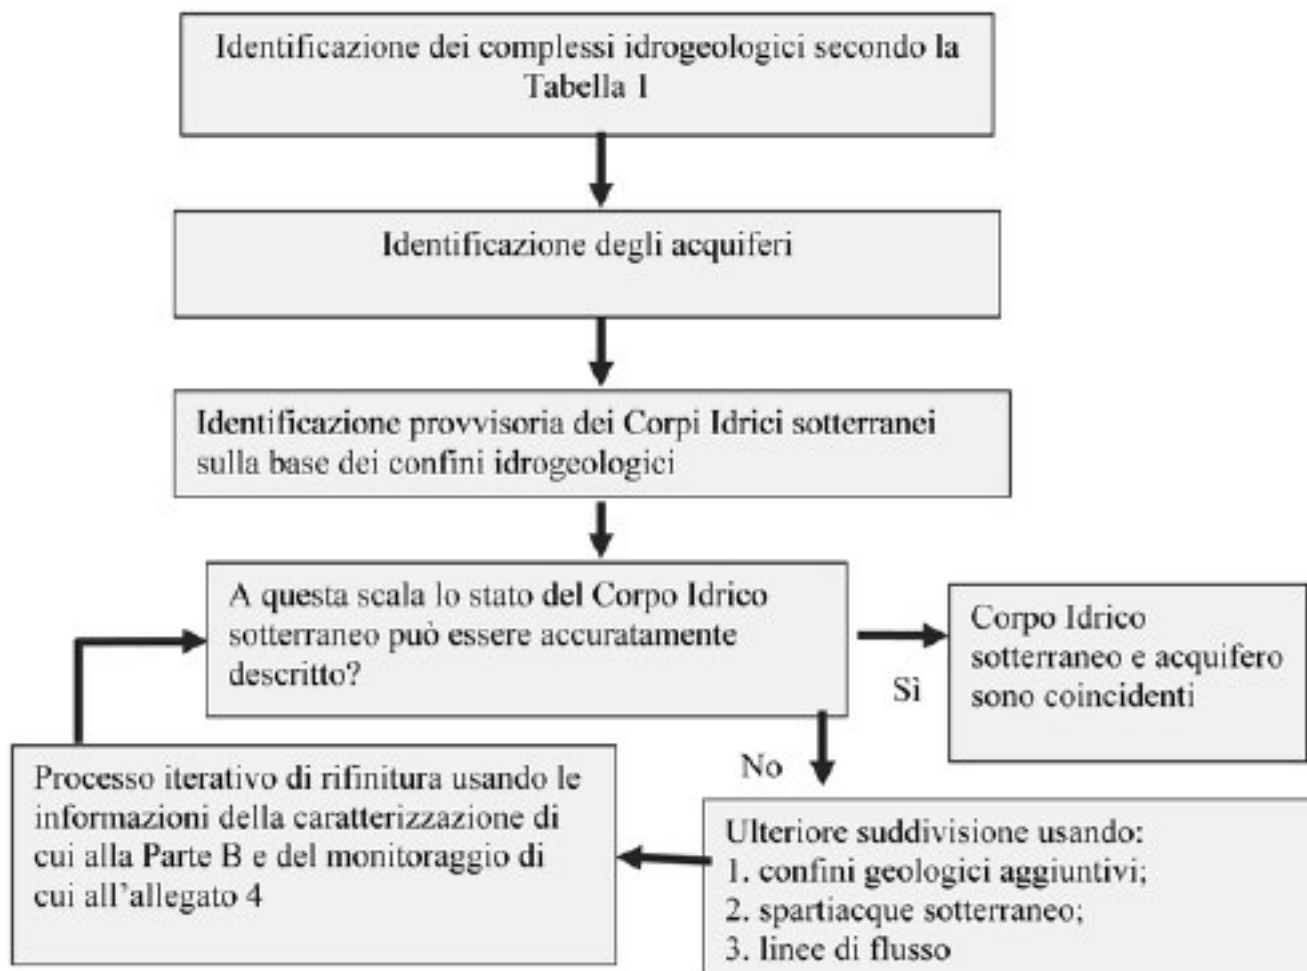 Identificazione dei complessi idrogeologici secondo la
Tabella 1
Identificazione degli acquiferi
Identificazione provvisoria dei Corpi Idrici sotterranei
sulla base dei confini idrogeologici
A questa scala lo stato del Corpo Idrico
sotterraneo può essere accuratamente
descritto?
Sì
Corpo Idrico
sotterraneo e acquifero
sono coincidenti
No
Ulteriore suddivisione usando:
1. confini geologici aggiuntivi;
2. spartiacque sotterraneo;
3. linee di flusso
Processo iterativo di rifinitura usando le
informazioni della caratterizzazione di
cui alla Parte B e del monitoraggio di
cui all'allegato 4